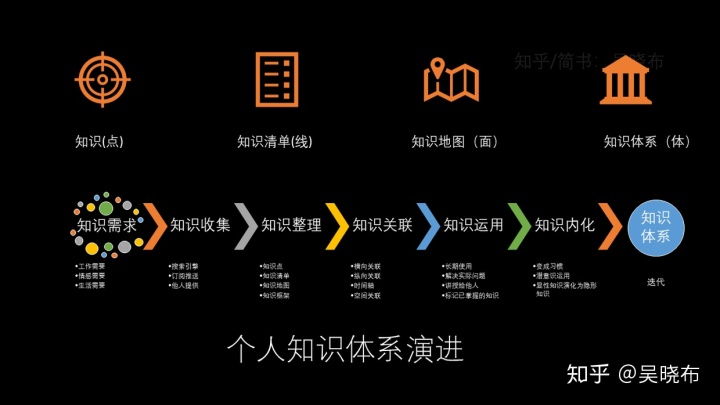 知乎/简书：吴晓布
知识(点)
知识清单(线)
知识地图（面）
知识体系（体）
知识需求
知识收集
知识整理
知识关联
知识运用
知识内化
知识
体系
•工作需要
•情感需要
•生活需要
•搜索引擎
•订阅推送
•他人提供
•知识点
•知识清单
•知识地图
•知识框架
•横向关联
•纵向关联
•时间轴
•空间关联
•长期使用
•解决实际问题
•讲授给他人
•标记已掌握的知识
•变成习惯
•潜意识运用
•显性知识演化为隐形
知识
迭代
个人知识体系演进
知乎 @吴晓布